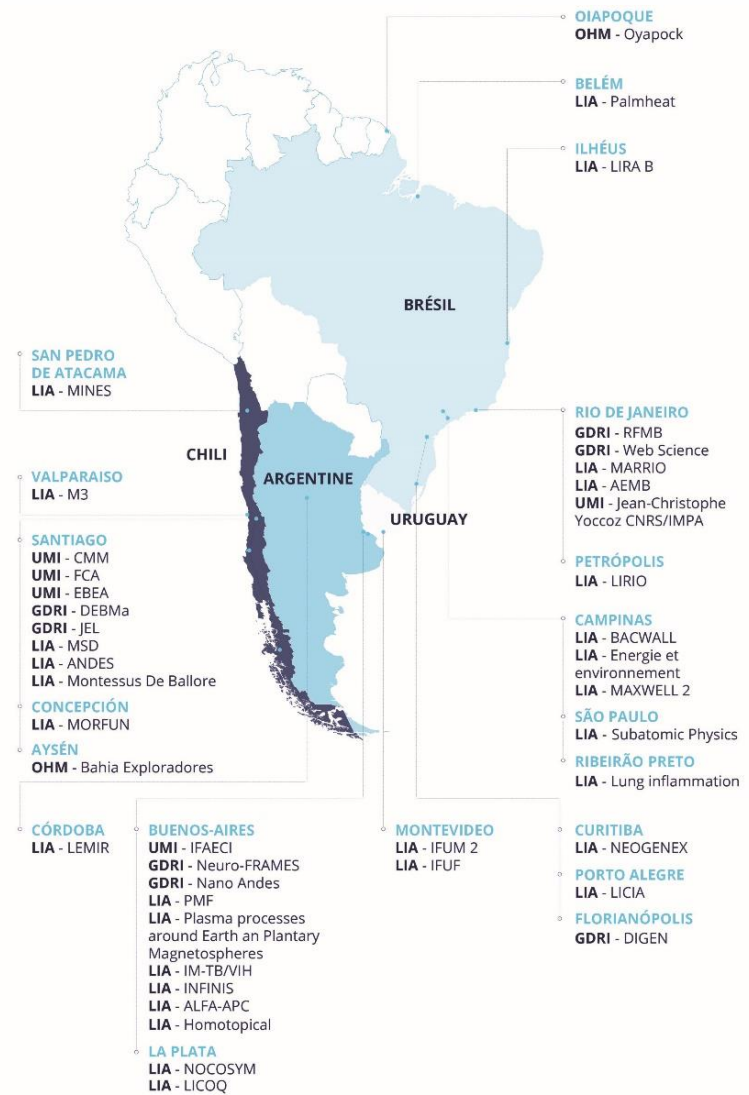 OIAPOQUE
OHM - Oyapock
BELÉM
LIA - Palmheat
ILHÉUS
LIA - LIRA B
BRÉSIL
SAN PEDRO
DE ATACAMA
LIA - MINES
CHILI
ARGENTINE
URUGUAY
VALPARAISO
LIA - M3
SANTIAGO
UMI - CMM
UMI - FCA
UMI - EBEA
GDRI - DEBMa
GDRI - JEL
LIA - MSD
LIA - ANDES
LIA - Montessus De Ballore
CONCEPCIÓN
LIA - MORFUN
AYSÉN
OHM - Bahia Exploradores
RIO DE JANEIRO
GDRI - RFMB
GDRI - Web Science
LIA - MARRIO
LIA - AEMB
UMI - Jean-Christophe
Yoccoz CNRS/IMPA
PETRÓPOLIS
LIA - LIRIO
CAMPINAS
LIA - BACWALL
LIA - Energie et
environnement
LIA - MAXWELL 2
SÃO PAULO
LIA - Subatomic Physics
RIBEIRÃO PRETO
LIA - Lung inflammation
CÓRDOBA
LIA - LEMIR
BUENOS-AIRES
UMI - IFAECI
GDRI - Neuro-FRAMES
GDRI - Nano Andes
LIA - PMF
LIA - Plasma processes
around Earth an Plantary
Magnetospheres
LIA - IM-TB/VIH
LIA - INFINIS
LIA - ALFA-APC
LIA - Homotopical
LA PLATA
LIA - NOCOSYM
LIA - LICOQ
MONTEVIDEO
LIA - IFUM 2
LIA - IFUF
CURITIBA
LIA - NEOGENEX
PORTO ALEGRE
LIA - LICIA
FLORIANÓPOLIS
GDRI - DIGEN